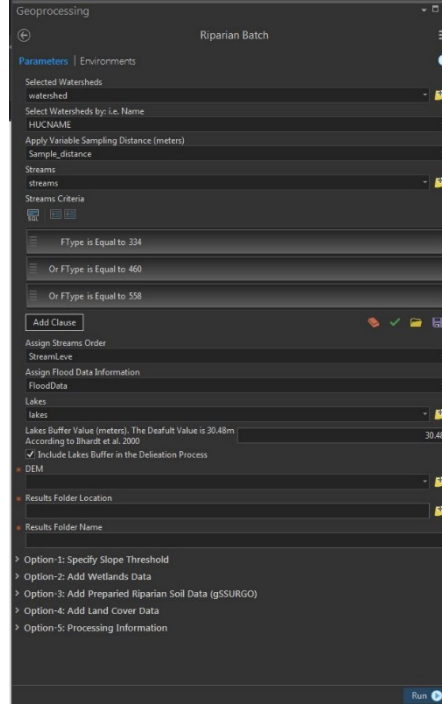 Geoprocessing
Riparian Batch
Parameters | Environments
Selected Watersheds
watershed
Select Watersheds by: i.e. Name
HUCNAME
Apply Variable Sampling Distance (meters)
Sample_distance
Streams
streams
Streams Criteria
SQL
FType is Equal to 334
Or FType is Equal to 460
Or FType is Equal to 558
Add Clause
Assign Streams Order
StreamLeve
Assign Flood Data Information
FloodData
Lakes
lakes
Lakes Buffer Value (meters). The Deafult Value is 30.48m
According to Ilhardt et al. 2000
30.48
Include Lakes Buffer in the Delieation Process
DEM
Results Folder Location
Results Folder Name
Option-1: Specify Slope Threshold
Option-2: Add Wetlands Data
Option-3: Add Preparied Riparian Soil Data (gSSURGO)
Option-4: Add Land Cover Data
Option-5: Processing Information
Run